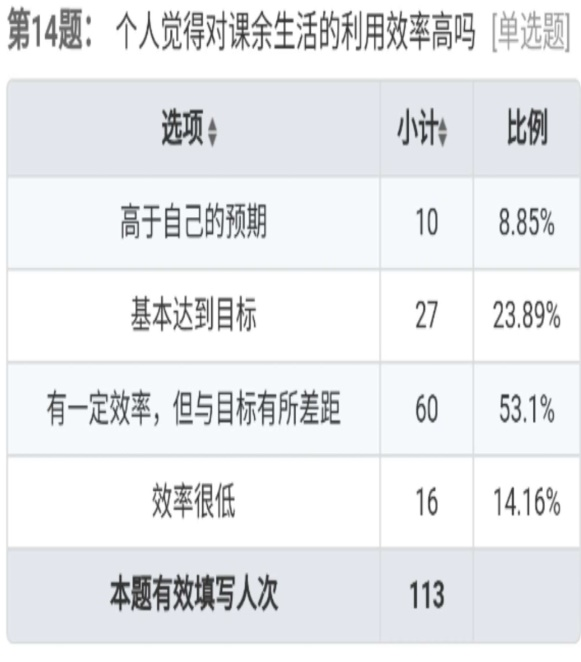 第14题： 个人觉得对课余生活的利用效率高吗 [单选题]
选项 小计 比例
高于自己的预期 10 8.85%
基本达到目标 27 23.89%
有一定效率，但与目标有所差距 60 53.1%
效率很低 16 14.16%
本题有效填写人次 113